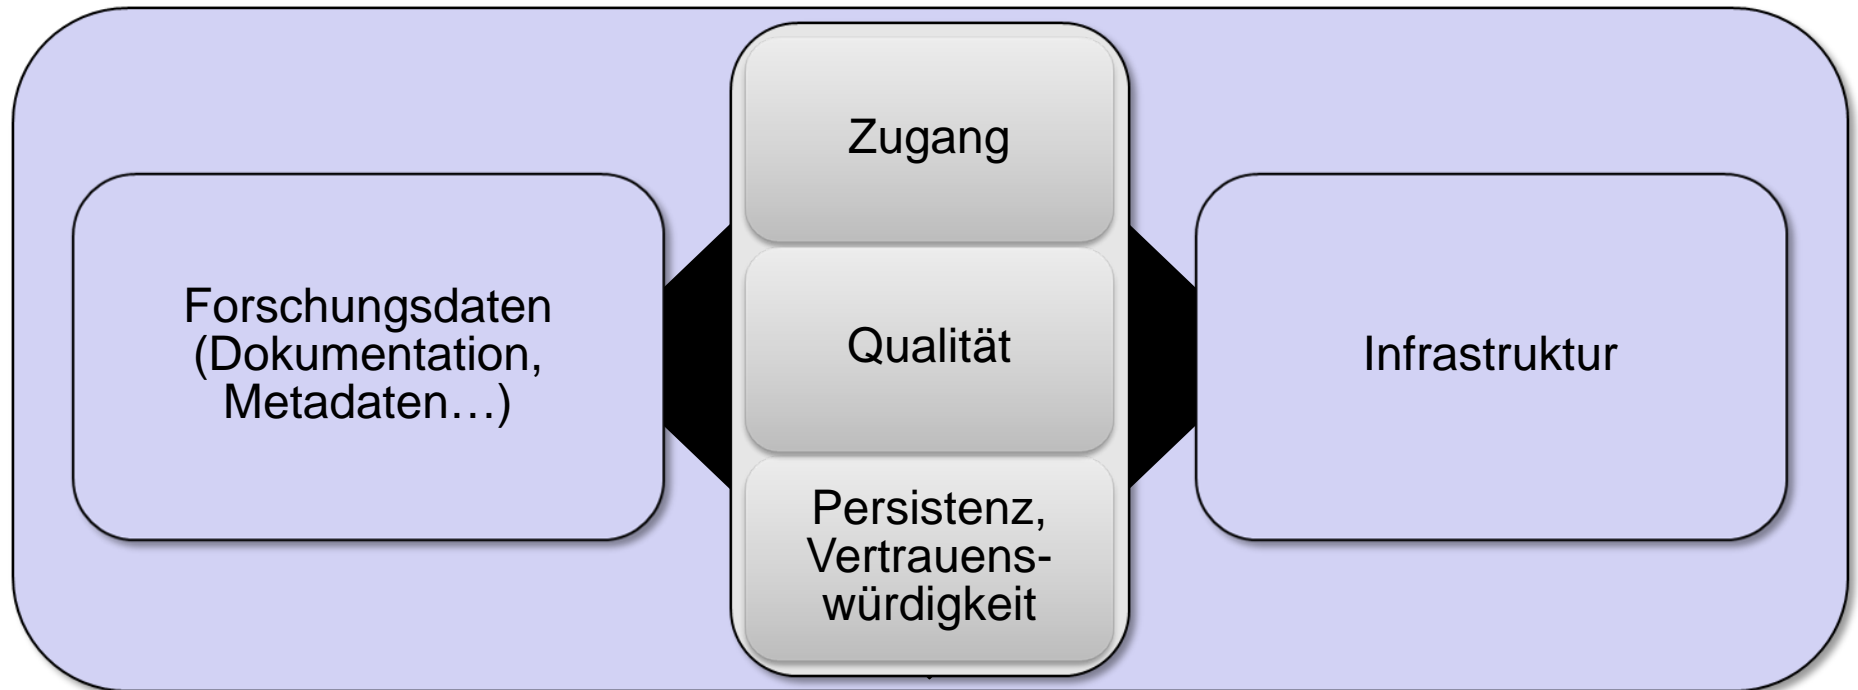 Forschungsdaten
(Dokumentation,
Metadaten…)
Zugang
Qualität
Persistenz,
Vertrauens-
würdigkeit
Infrastruktur